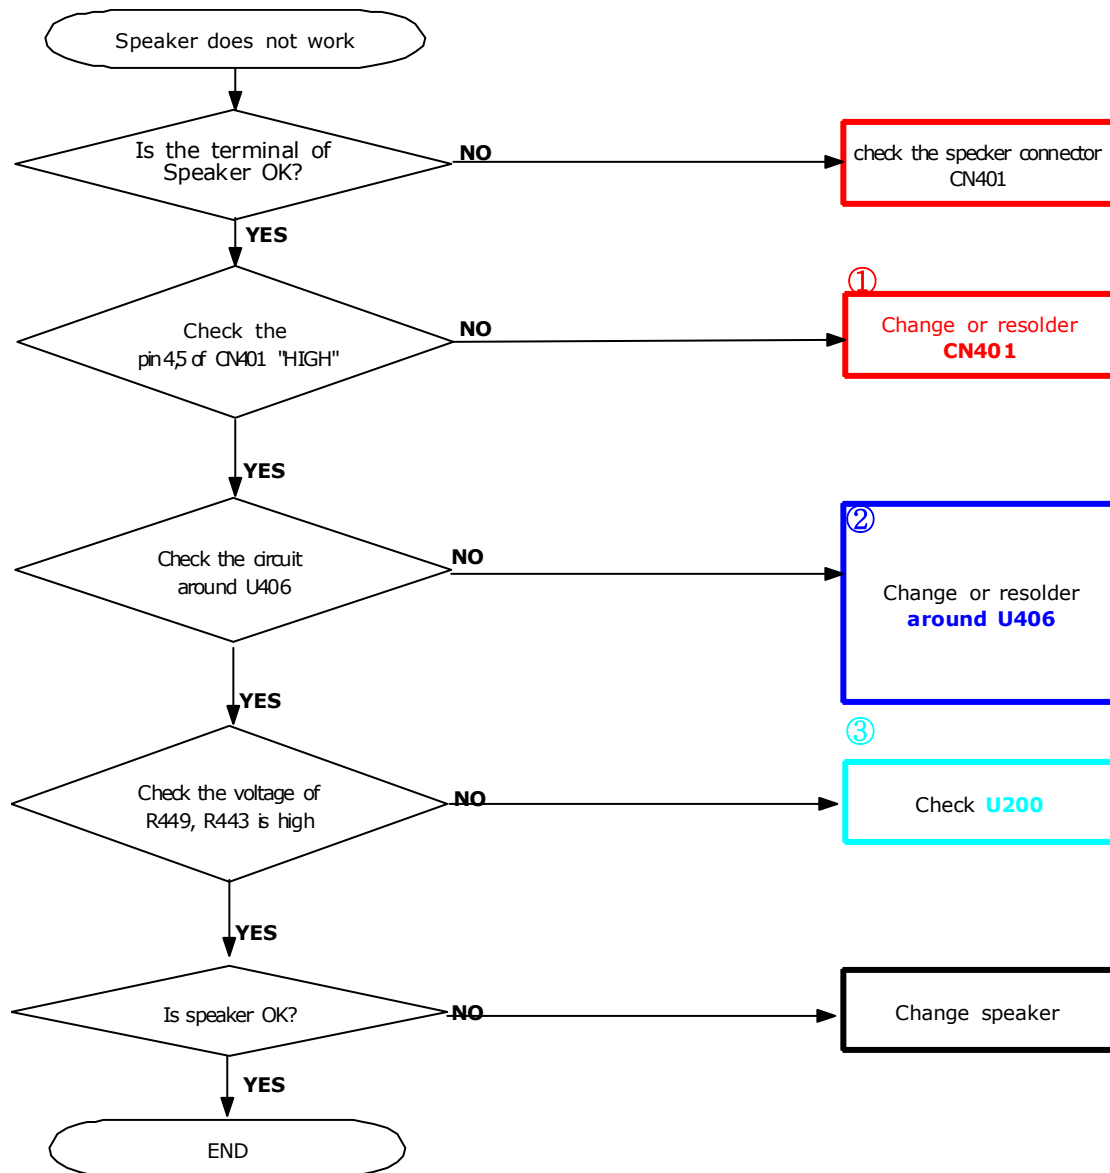 Speaker does not work
Is the terminal of
Speaker OK?
NO
check the specker connector
CN401
YES
Check the
pin4,5 of CN401 "HIGH"
NO
①
Change or resolder
CN401
YES
Check the circuit
around U406
NO
②
Change or resolder
around U406
YES
Check the voltage of
R449, R443 is high
NO
③
Check U200
YES
Is speaker OK?
NO
Change speaker
YES
END